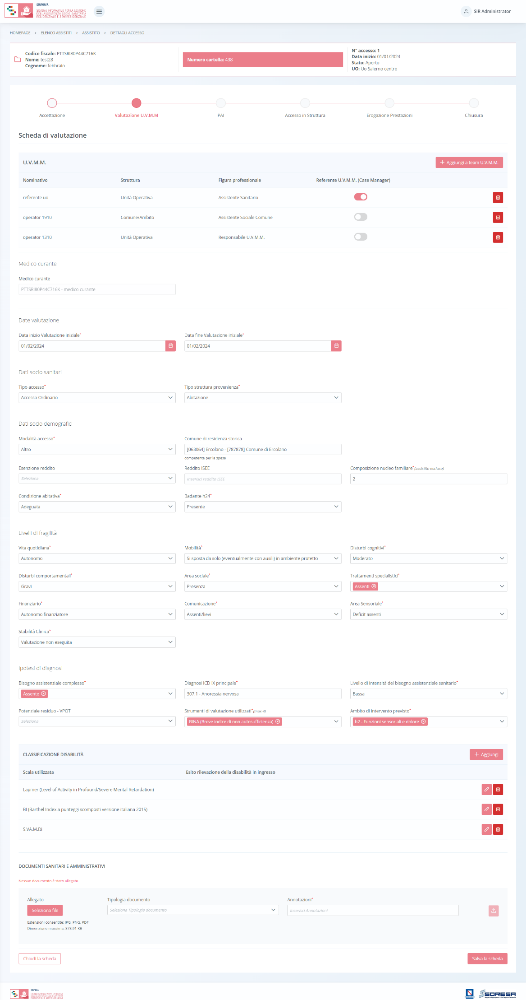 SINFONIA
SISTEMA INFORMATIVO PER LA GESTIONE
DELL'ASSISTENZA SOCIO SANITARIA
RESIDENZIALE E SEMIRESIDENZIALE
SIR Administrator
HOMEPAGE > ELENCO ASSISTITI > ASSISTITO > DETTAGLI ACCESSO
Codice fiscale: PTTSRI80P44C716K
Nome: test28
Cognome: febbraio
Numero cartella: 438
N° accesso: 1
Data inizio: 01/01/2024
Stato: Aperto
UO: Uo Salerno centro
Accettazione Valutazione U.V.M.M PAI Accesso in Struttura Erogazione Prestazioni Chiusura
Scheda di valutazione
U.V.M.M. + Aggiungi a team U.V.M.M.
Nominativo Struttura Figura professionale Referente U.V.M.M. (Case Manager)
referente uo Unità Operativa Assistente Sanitario
operator 1910 Comune/Ambito Assistente Sociale Comune
operator 1310 Unità Operativa Responsabile U.V.M.M.
Medico curante
Medico curante
PTTSRI80P44C716K - medico curante
Date valutazione
Data inizio Valutazione iniziale* Data fine Valutazione iniziale*
01/02/2024 01/02/2024
Dati socio sanitari
Tipo accesso* Tipo struttura provenienza*
Accesso Ordinario Abitazione
Dati socio demografici
Modalità accesso* Comune di residenza storica
Altro [063064] Ercolano - [787878] Comune di Ercolano
competente per la spesa
Esenzione reddito Reddito ISEE Composizione nucleo familiare*(assistito escluso)
Seleziona Inserisci reddito ISEE 2
Condizione abitativa* Badante h24*
Adeguata Presente
Livelli di fragilità
Vita quotidiana* Mobilità* Disturbi cognitivi*
Autonomo Si sposta da solo (eventualmente con ausili) in ambiente protetto Moderato
Disturbi comportamentali* Area sociale* Trattamenti specialistici*
Gravi Presenza Assenti
Finanziario* Comunicazione* Area Sensoriale*
Autonomo finanziatore Assenti/lievi Deficit assenti
Stabilità Clinica*
Valutazione non eseguita
Ipotesi di diagnosi
Bisogno assistenziale complesso* Diagnosi ICD IX principale* Livello di intensità del bisogno assistenziale sanitario*
Assente 307.1 - Anoressia nervosa Bassa
Potenziale residuo - VPOT Strumenti di valutazione utilizzati*(max 4) Ambito di intervento previsto*
Seleziona BINA (Breve indice di non autosufficienza) b2 - Funzioni sensoriali e dolore
CLASSIFICAZIONE DISABILITÀ + Aggiungi
Scala utilizzata Esito rilevazione della disabilità in ingresso
Lapmer (Level of Activity in Profound/Severe Mental Retardation)
BI (Barthel Index a punteggi scomposti versione italiana 2015)
S.VA.M.Di
DOCUMENTI SANITARI E AMMINISTRATIVI
Nessun documento è stato allegato
Allegato Tipologia documento Annotazioni*
Seleziona file Seleziona Tipologia documento Inserisci Annotazioni
Estensioni consentite: JPG, PNG, PDF
Dimenzione massima: 878.91 KB
Chiudi la scheda Salva la scheda
SINFONIA
SISTEMA INFORMATIVO PER LA GESTIONE
DELL'ASSISTENZA SOCIO SANITARIA
RESIDENZIALE E SEMIRESIDENZIALE
SORESA